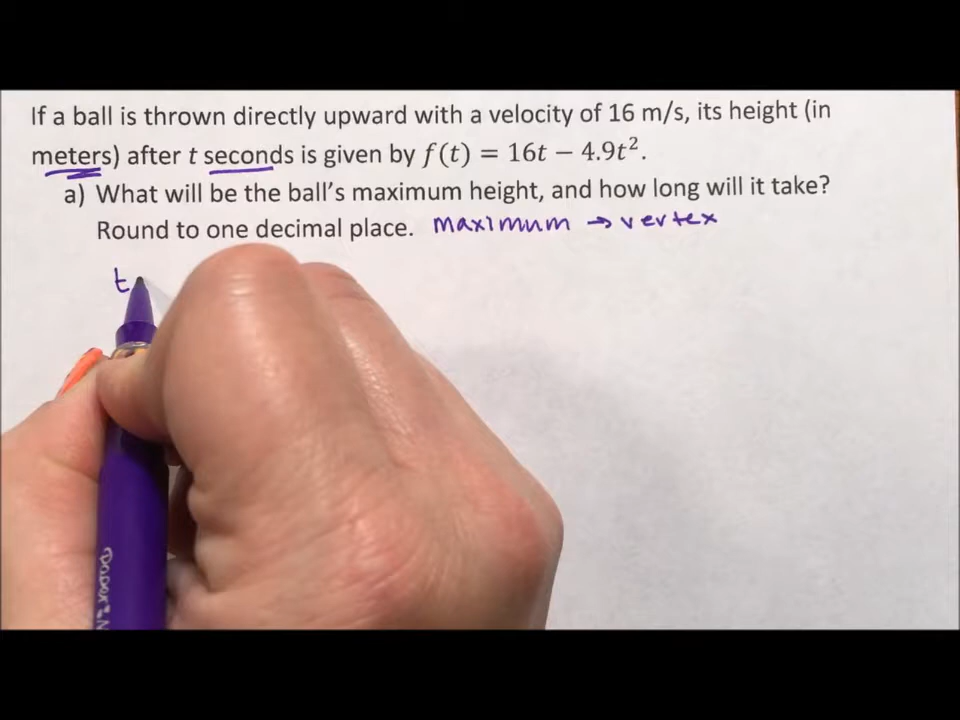 If a ball is thrown directly upward with a velocity of 16 m/s, its height (in
meters) after t seconds is given by f(t) = 16t − 4.9t².
a) What will be the ball's maximum height, and how long will it take?
Round to one decimal place. maximum → vertex
t